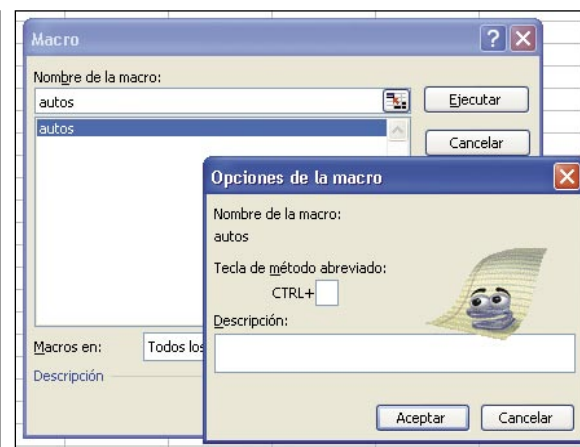 Macro
Nombre de la macro:
autos
Ejecutar
autos
Cancelar
Macros en:
Todos los
Descripción
Opciones de la macro
Nombre de la macro:
autos
Tecla de método abreviado:
CTRL+
Descripción:
Aceptar
Cancelar